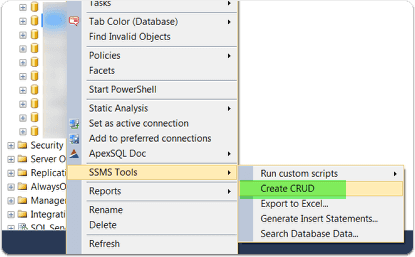 Tasks
Tab Color (Database)
Find Invalid Objects
Policies
Facets
Start PowerShell
Static Analysis
Set as active connection
Add to preferred connections
ApexSQL Doc
SSMS Tools
Reports
Rename
Delete
Refresh
Run custom scripts
Create CRUD
Export to Excel...
Generate Insert Statements...
Search Database Data...
Security
Server O
Replicati
AlwaysO
Manager
Integrati
SQL Serv